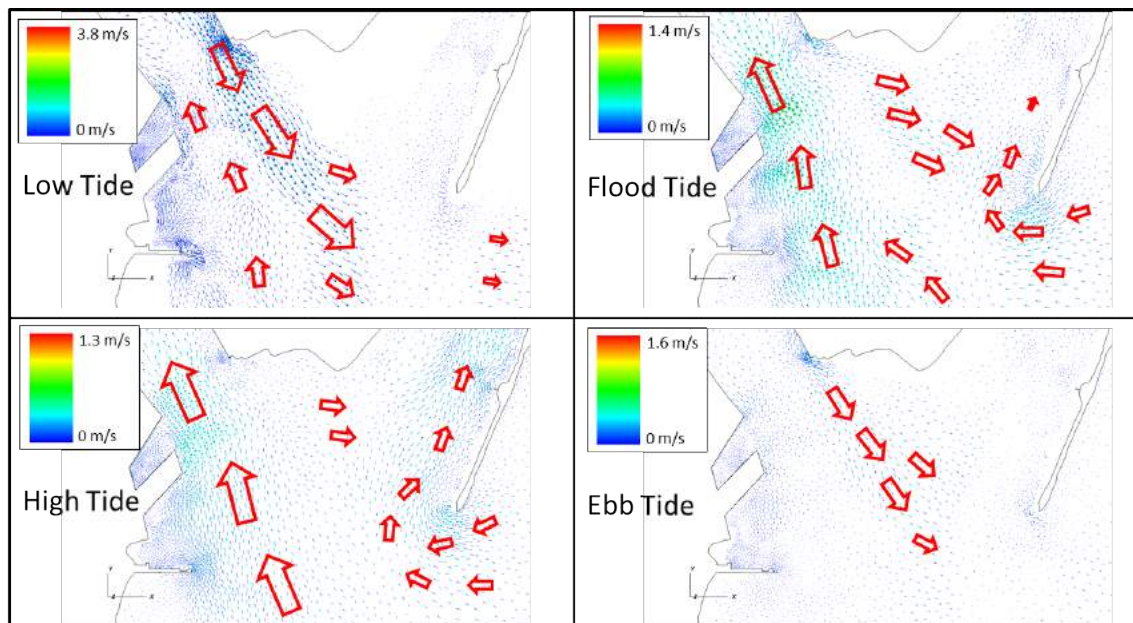 3.8 m/s
0 m/s
Low Tide
Y
Z
X
1.4 m/s
0 m/s
Flood Tide
Y
Z
X
1.3 m/s
0 m/s
High Tide
Y
Z
X
1.6 m/s
0 m/s
Ebb Tide
Y
Z
X